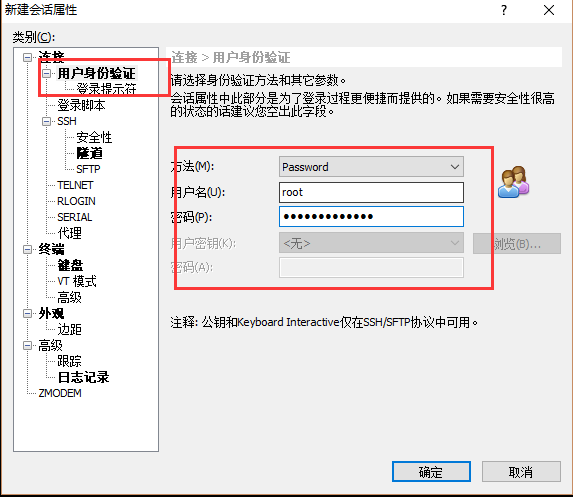 新建会话属性
类别(C):
连接
用户身份验证
登录提示符
登录脚本
SSH
安全性
隧道
SFTP
TELNET
RLOGIN
SERIAL
代理
终端
键盘
VT 模式
高级
外观
边距
高级
跟踪
日志记录
ZMODEM
连接 > 用户身份验证
请选择身份验证方法和其它参数。
会话属性中此部分是为了登录过程更便捷而提供的。如果需要安全性很高
的状态的话建议您空出此字段。
方法(M):
Password
用户名(U):
root
密码(P):
●●●●●●●●●●●●●
用户密钥(K):
<无>
浏览(B)...
密码(A):
注释: 公钥和Keyboard Interactive仅在SSH/SFTP协议中可用。
确定
取消